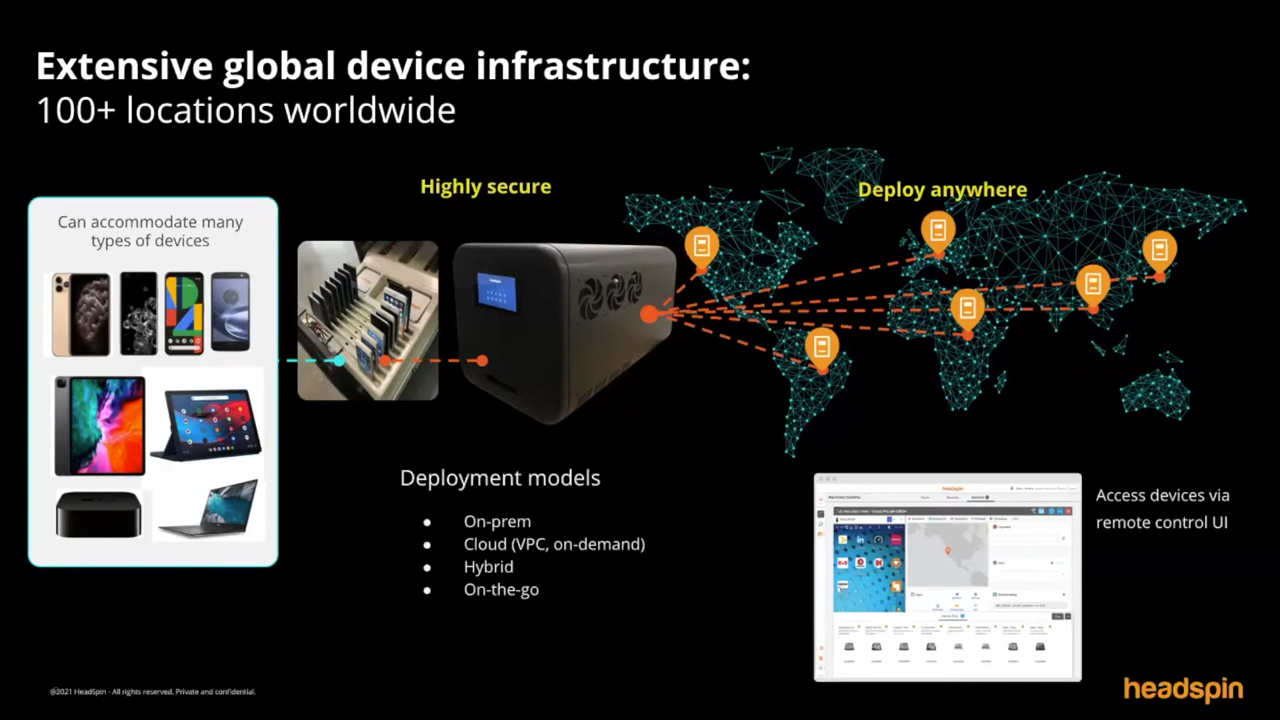 Extensive global device infrastructure:
100+ locations worldwide
Highly secure
Deploy anywhere
Can accommodate many
types of devices
Deployment models
● On-prem
● Cloud (VPC, on-demand)
● Hybrid
● On-the-go
headspin
Access devices via
remote control UI
@2021 HeadSpin - All rights reserved. Private and confidential.
headspin